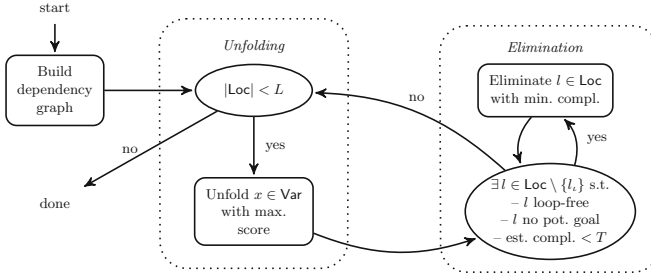 start
Build
dependency
graph
Unfolding
|Loc| < L
no
yes
done
Unfold x ∈ Var
with max.
score
no
Elimination
Eliminate l ∈ Loc
with min. compl.
yes
∃ l ∈ Loc \ {lι} s.t.
– l loop-free
– l no pot. goal
– est. compl. < T